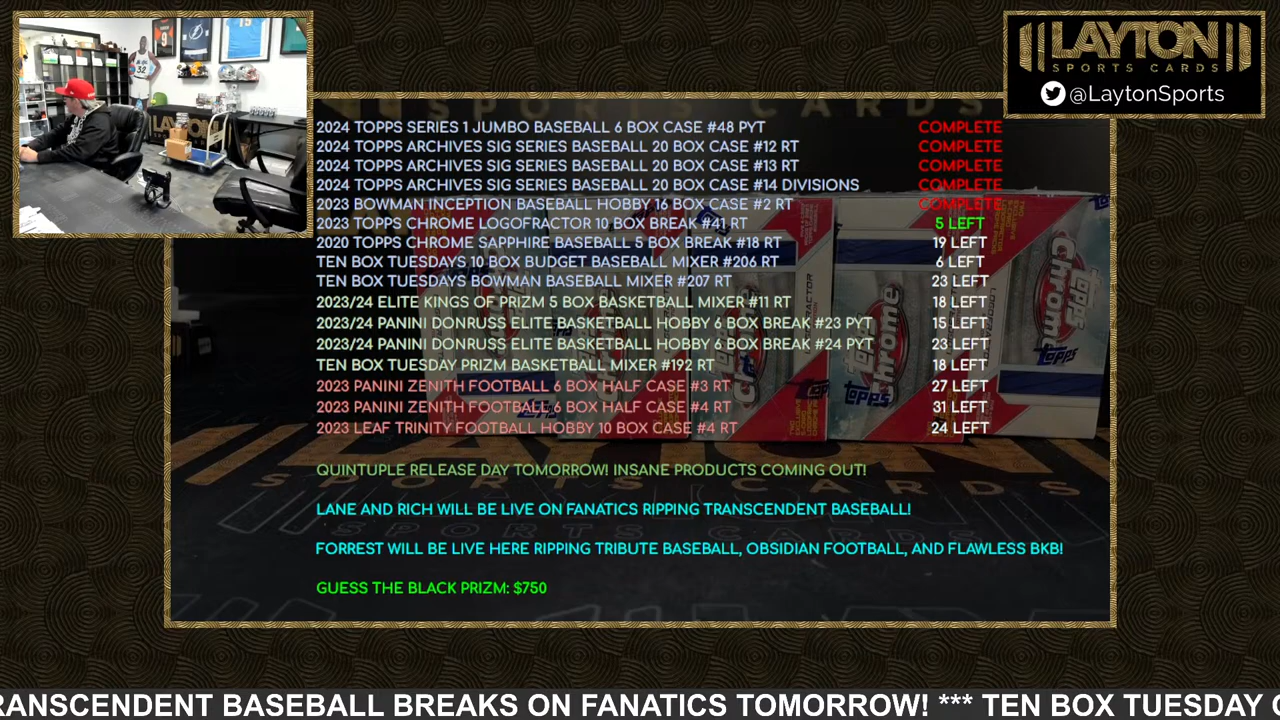 LAYTON
SPORTS CARDS
@LaytonSports
2024 TOPPS SERIES 1 JUMBO BASEBALL 6 BOX CASE #48 PYT COMPLETE
2024 TOPPS ARCHIVES SIG SERIES BASEBALL 20 BOX CASE #12 RT COMPLETE
2024 TOPPS ARCHIVES SIG SERIES BASEBALL 20 BOX CASE #13 RT COMPLETE
2024 TOPPS ARCHIVES SIG SERIES BASEBALL 20 BOX CASE #14 DIVISIONS COMPLETE
2023 BOWMAN INCEPTION BASEBALL HOBBY 16 BOX CASE #2 RT COMPLETE
2023 TOPPS CHROME LOGOFRACTOR 10 BOX BREAK #41 RT 5 LEFT
2020 TOPPS CHROME SAPPHIRE BASEBALL 5 BOX BREAK #18 RT 19 LEFT
TEN BOX TUESDAYS 10 BOX BUDGET BASEBALL MIXER #206 RT 6 LEFT
TEN BOX TUESDAYS BOWMAN BASEBALL MIXER #207 RT 23 LEFT
2023/24 ELITE KINGS OF PRIZM 5 BOX BASKETBALL MIXER #11 RT 18 LEFT
2023/24 PANINI DONRUSS ELITE BASKETBALL HOBBY 6 BOX BREAK #23 PYT 15 LEFT
2023/24 PANINI DONRUSS ELITE BASKETBALL HOBBY 6 BOX BREAK #24 PYT 23 LEFT
TEN BOX TUESDAY PRIZM BASKETBALL MIXER #192 RT 18 LEFT
2023 PANINI ZENITH FOOTBALL 6 BOX HALF CASE #3 RT 27 LEFT
2023 PANINI ZENITH FOOTBALL 6 BOX HALF CASE #4 RT 31 LEFT
2023 LEAF TRINITY FOOTBALL HOBBY 10 BOX CASE #4 RT 24 LEFT
QUINTUPLE RELEASE DAY TOMORROW! INSANE PRODUCTS COMING OUT!
LANE AND RICH WILL BE LIVE ON FANATICS RIPPING TRANSCENDENT BASEBALL!
FORREST WILL BE LIVE HERE RIPPING TRIBUTE BASEBALL, OBSIDIAN FOOTBALL, AND FLAWLESS BKB!
GUESS THE BLACK PRIZM: $750
RANSCENDENT BASEBALL BREAKS ON FANATICS TOMORROW! *** TEN BOX TUESDAY